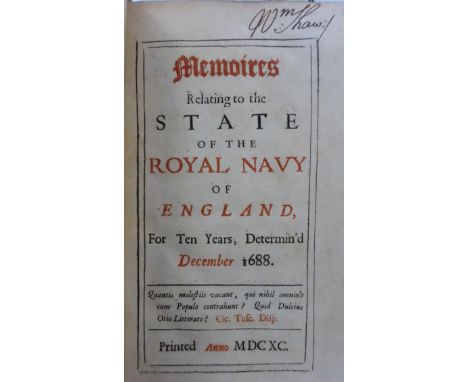 Wm: Shaw:
Memoires
Relating to the
STATE
OF THE
ROYAL NAVY
OF
ENGLAND,
For Ten Years, Determin'd
December 1688.
Quantis molestiis vacant, qui nihil omninò
cum Populo contrahunt? Quid Dulcius
Otio Litterato? Cic. Tusc. Disp.
Printed Anno MDCXC.